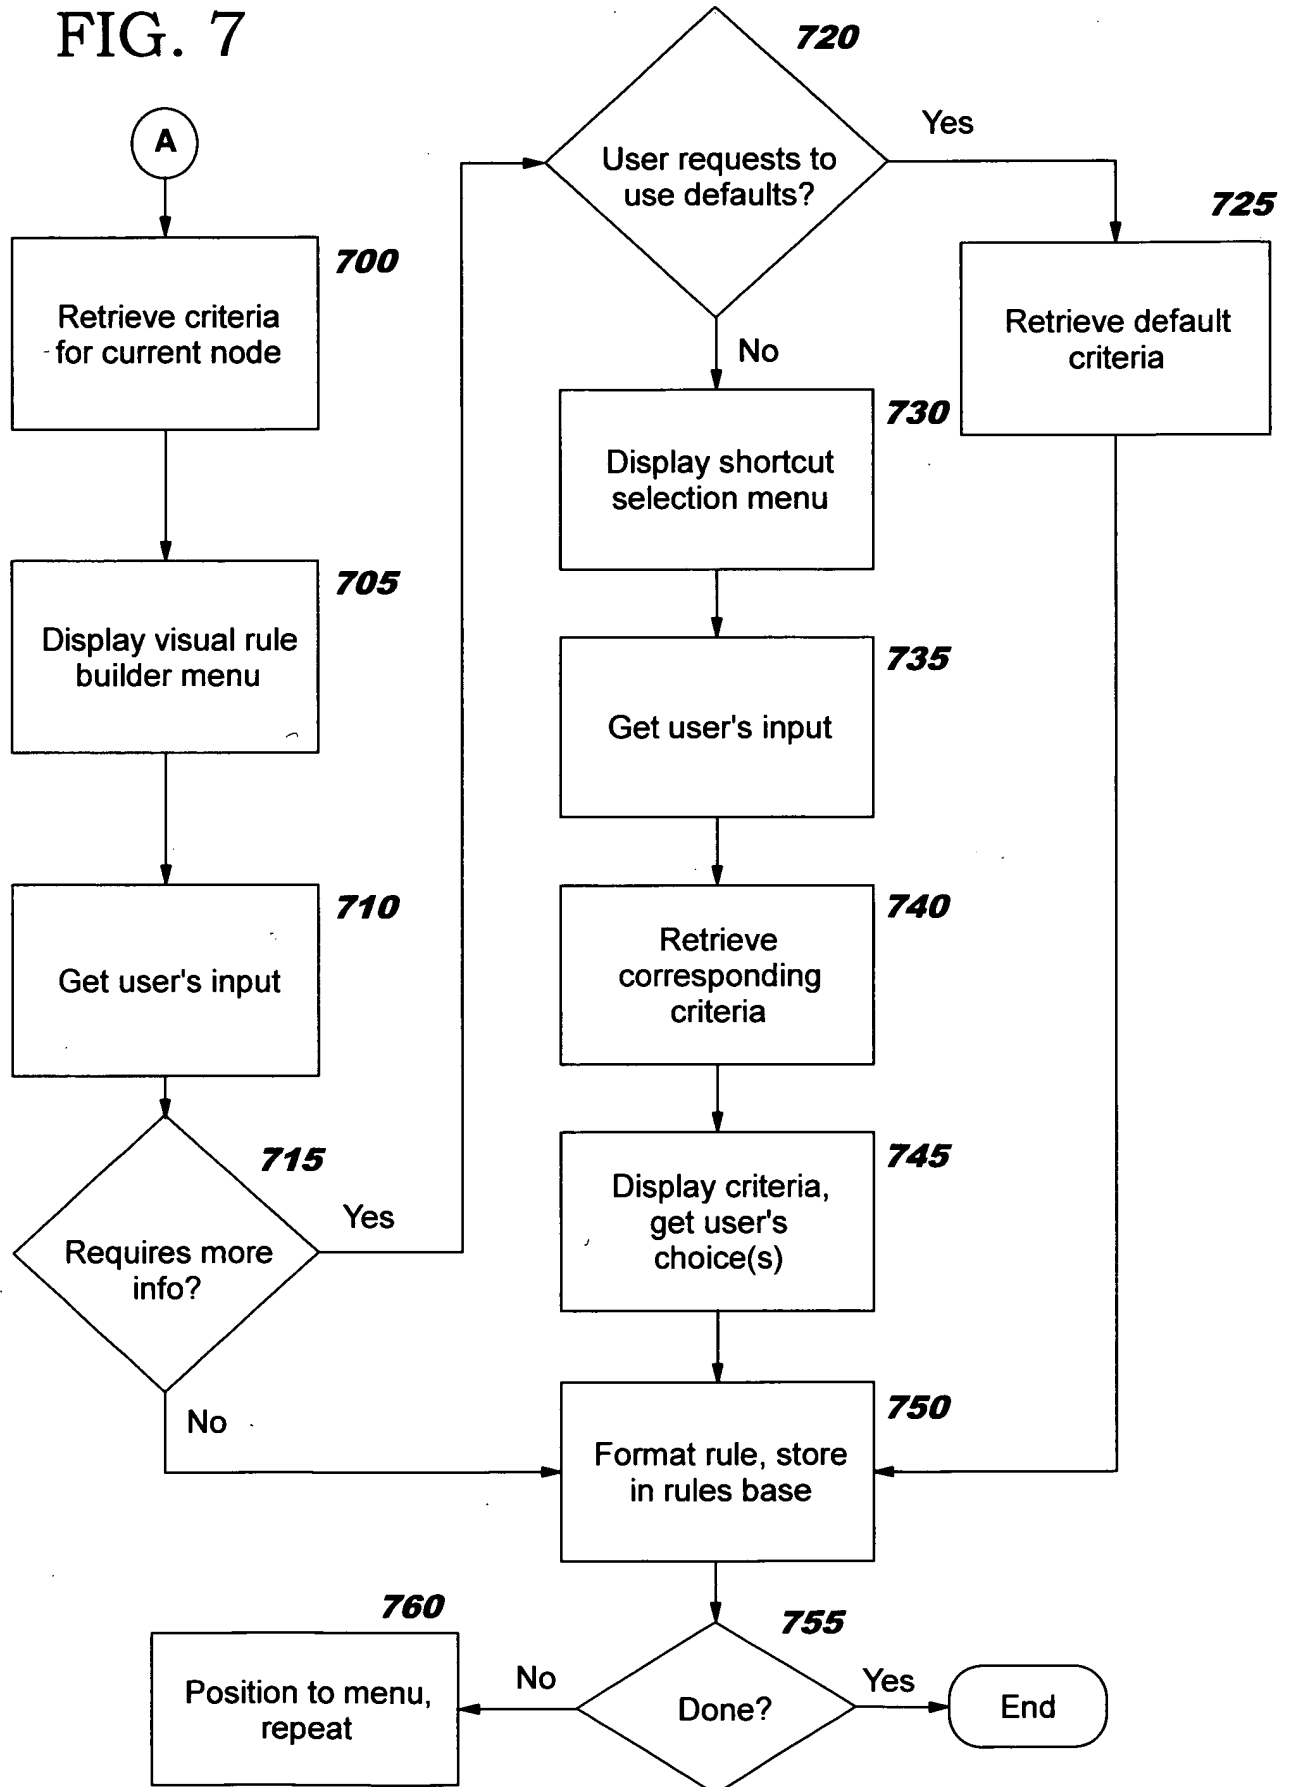 FIG. 7
A
700
Retrieve criteria
for current node
705
Display visual rule
builder menu
710
Get user's input
715
Requires more
info?
Yes
No
720
User requests to
use defaults?
Yes
No
725
Retrieve default
criteria
730
Display shortcut
selection menu
735
Get user's input
740
Retrieve
corresponding
criteria
745
Display criteria,
get user's
choice(s)
750
Format rule, store
in rules base
755
Done?
No
Yes
760
Position to menu,
repeat
End